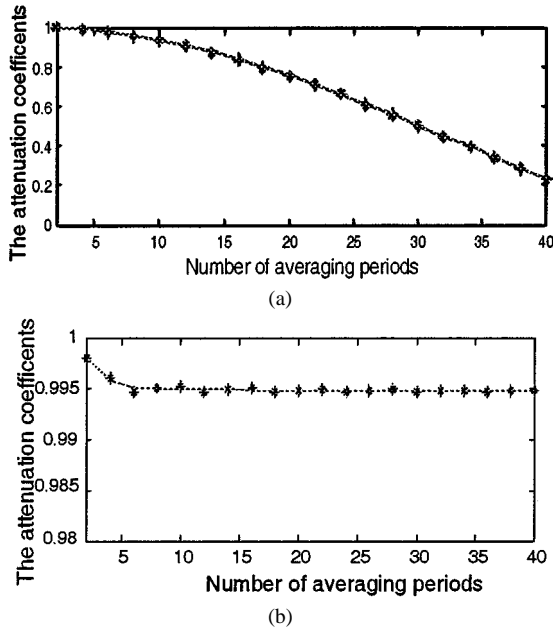 The attenuation coefficents
1
0.8
0.6
0.4
0.2
0
5 10 15 20 25 30 35 40
Number of averaging periods
(a)
The attenuation coefficents
1
0.995
0.99
0.985
0.98
5 10 15 20 25 30 35 40
Number of averaging periods
(b)